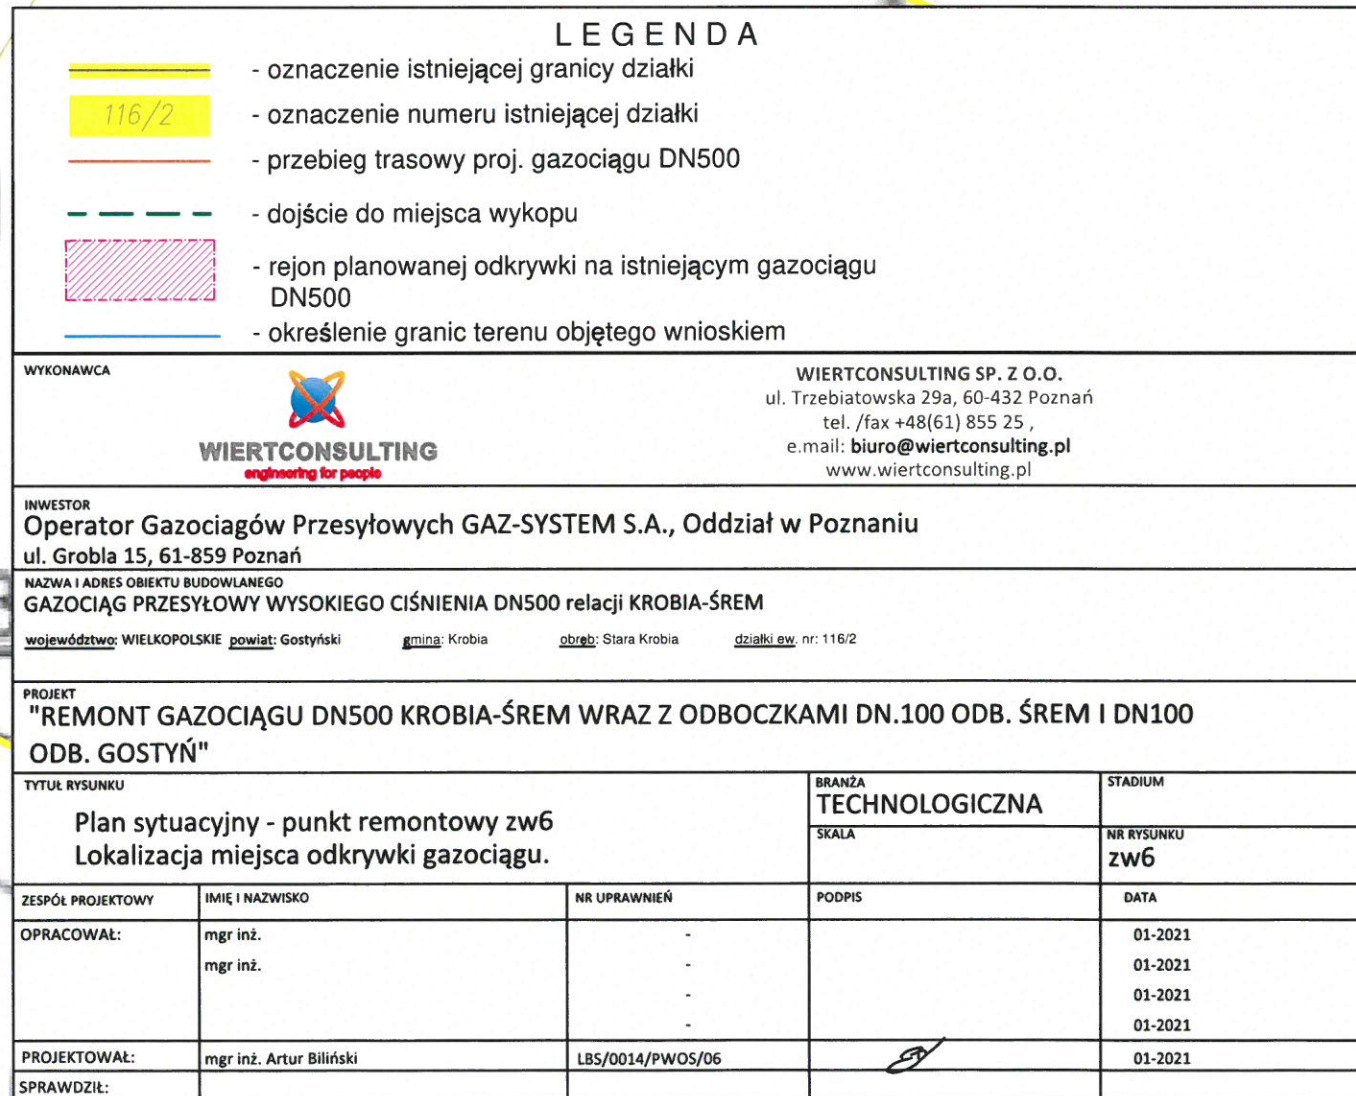 LEGENDA
- oznaczenie istniejącej granicy działki
116/2
- oznaczenie numeru istniejącej działki
- przebieg trasowy proj. gazociągu DN500
- dojście do miejsca wykopu
- rejon planowanej odkrywki na istniejącym gazociągu
DN500
- określenie granic terenu objętego wnioskiem
WYKONAWCA
WIERTCONSULTING
engineering for people
WIERTCONSULTING SP. Z O.O.
ul. Trzebiatowska 29a, 60-432 Poznań
tel. /fax +48(61) 855 25 ,
e.mail: biuro@wiertconsulting.pl
www.wiertconsulting.pl
INWESTOR
Operator Gazociagów Przesyłowych GAZ-SYSTEM S.A., Oddział w Poznaniu
ul. Grobla 15, 61-859 Poznań
NAZWA I ADRES OBIEKTU BUDOWLANEGO
GAZOCIĄG PRZESYŁOWY WYSOKIEGO CIŚNIENIA DN500 relacji KROBIA-ŚREM
województwo: WIELKOPOLSKIE powiat: Gostyński gmina: Krobia obręb: Stara Krobia działki ew. nr: 116/2
PROJEKT
"REMONT GAZOCIĄGU DN500 KROBIA-ŚREM WRAZ Z ODBOCZKAMI DN.100 ODB. ŚREM I DN100
ODB. GOSTYŃ"
TYTUŁ RYSUNKU
Plan sytuacyjny - punkt remontowy zw6
Lokalizacja miejsca odkrywki gazociągu.
BRANŻA
TECHNOLOGICZNA
STADIUM
SKALA
NR RYSUNKU
zw6
ZESPÓŁ PROJEKTOWY IMIĘ I NAZWISKO NR UPRAWNIEŃ PODPIS DATA
OPRACOWAŁ: mgr inż. - 01-2021
mgr inż. - 01-2021
- 01-2021
- 01-2021
PROJEKTOWAŁ: mgr inż. Artur Biliński LBS/0014/PWOS/06 01-2021
SPRAWDZIŁ: